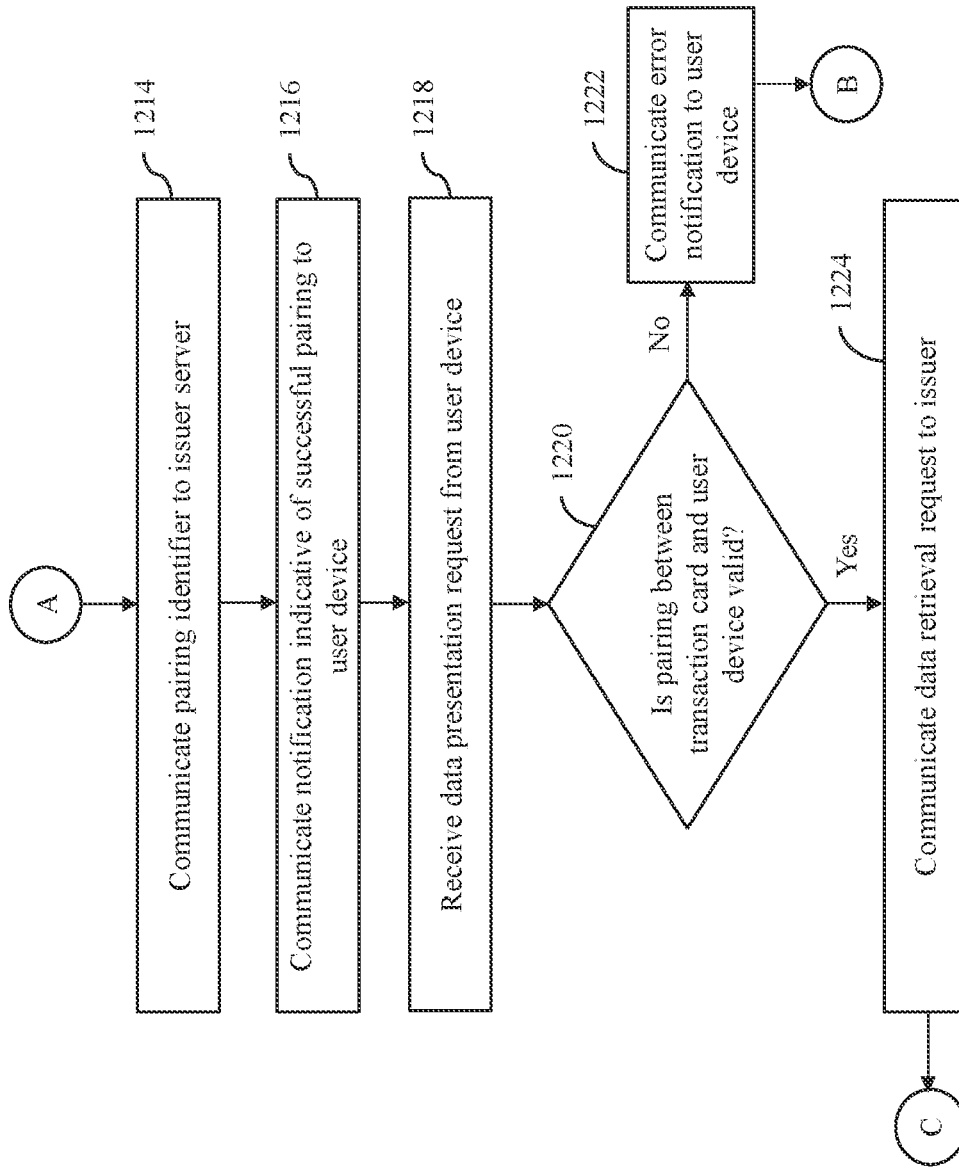 A
Communicate pairing identifier to issuer server
1214
Communicate notification indicative of successful pairing to
user device
1216
Receive data presentation request from user device
1218
Is pairing between
transaction card and user
device valid?
1220
No
Communicate error
notification to user
device
1222
B
Yes
Communicate data retrieval request to issuer
1224
C